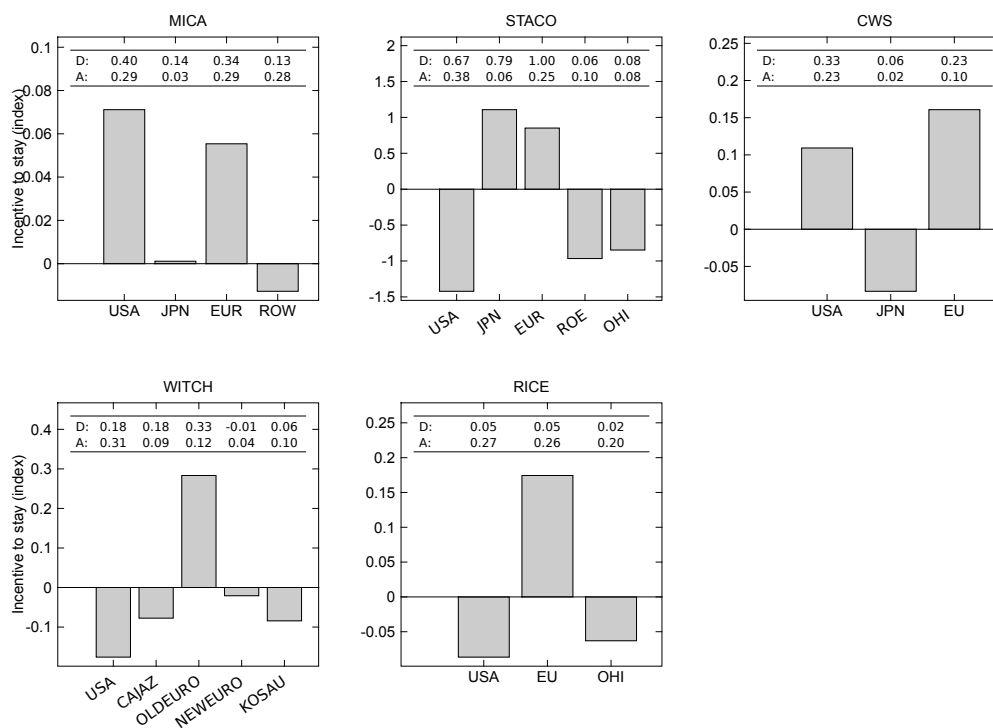 MICA
Incentive to stay (index)
0.1
0.08
0.06
0.04
0.02
0
D: 0.40 0.14 0.34 0.13
A: 0.29 0.03 0.29 0.28
USA JPN EUR ROW
STACO
2
1.5
1
0.5
0
-0.5
-1
-1.5
D: 0.67 0.79 1.00 0.06 0.08
A: 0.38 0.06 0.25 0.10 0.08
USA JPN EUR ROE OHI
CWS
0.25
0.2
0.15
0.1
0.05
0
-0.05
D: 0.33 0.06 0.23
A: 0.23 0.02 0.10
USA JPN EU
WITCH
Incentive to stay (index)
0.4
0.3
0.2
0.1
0
-0.1
D: 0.18 0.18 0.33 -0.01 0.06
A: 0.31 0.09 0.12 0.04 0.10
USA CAJAZ OLDEURO NEWEURO KOSAU
RICE
0.25
0.2
0.15
0.1
0.05
0
-0.05
D: 0.05 0.05 0.02
A: 0.27 0.26 0.20
USA EU OHI